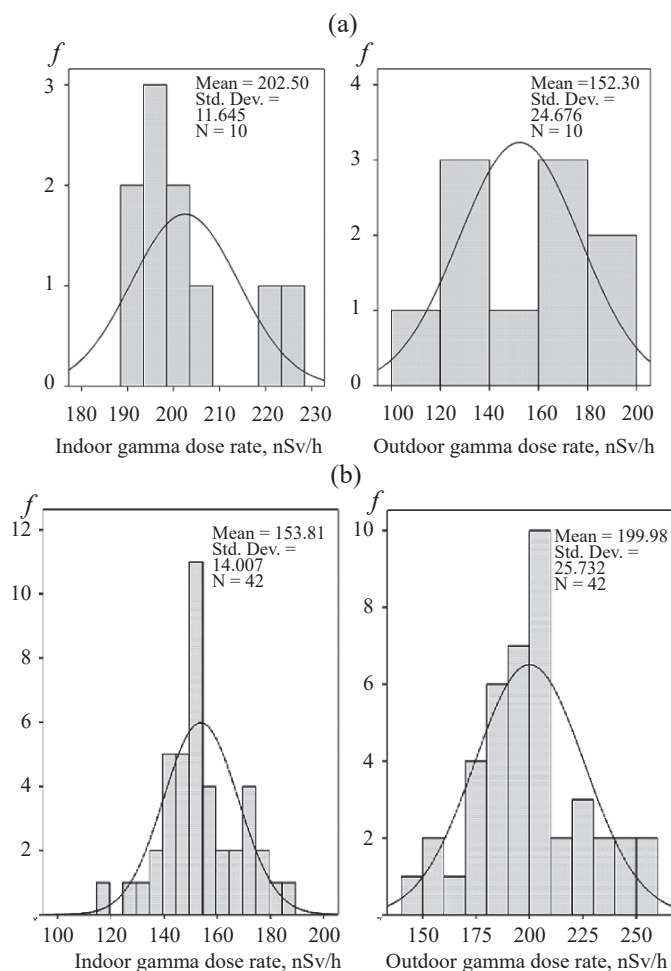 (a)
f
Mean = 202.50
Std. Dev. =
11.645
N = 10
3
2
1
0
180 190 200 210 220 230
Indoor gamma dose rate, nSv/h
Mean =152.30
Std. Dev. =
24.676
N = 10
4
3
2
1
0
100 120 140 160 180 200
Outdoor gamma dose rate, nSv/h
(b)
f
Mean = 153.81
Std. Dev. =
14.007
N = 42
12
10
8
6
4
2
100 120 140 160 180 200
Indoor gamma dose rate, nSv/h
f
Mean = 199.98
Std. Dev. =
25.732
N = 42
10
8
6
4
2
150 175 200 225 250
Outdoor gamma dose rate, nSv/h